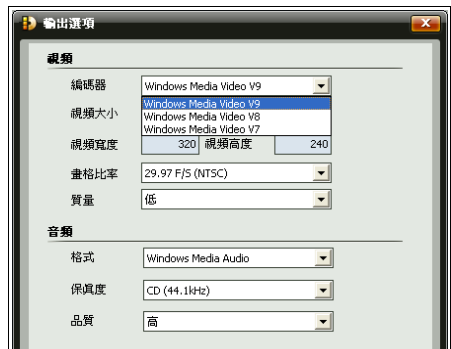 輸出選項
視頻
編碼器 Windows Media Video V9
Windows Media Video V9
視頻大小 Windows Media Video V8
Windows Media Video V7
視頻寬度 320 視頻高度 240
畫格比率 29.97 F/S (NTSC)
質量 低
音頻
格式 Windows Media Audio
保真度 CD (44.1kHz)
品質 高